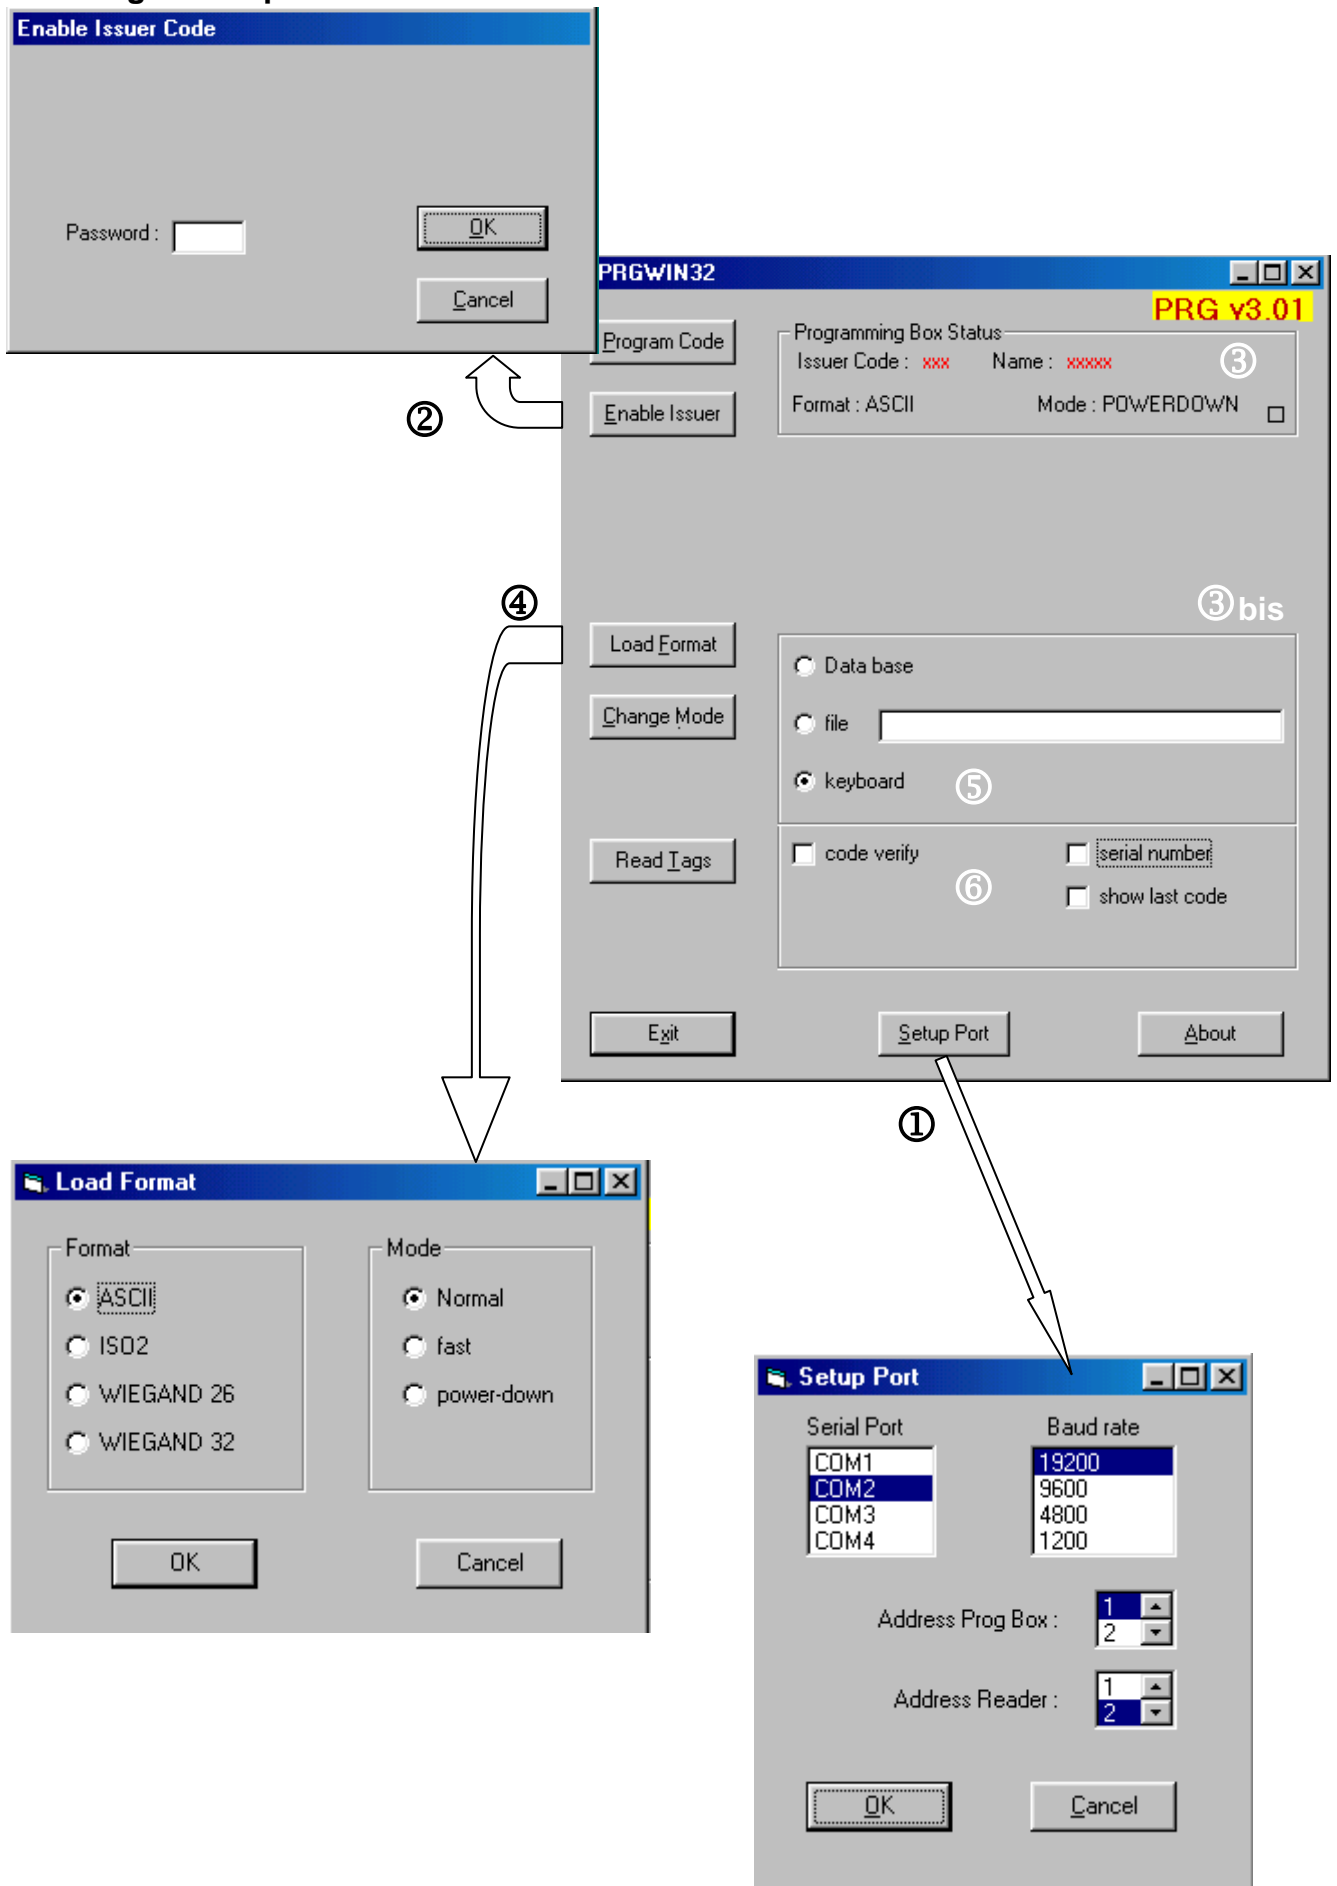 Enable Issuer Code
Password :
OK
Cancel
②
PRGWIN32
PRG v3.01
Program Code
Programming Box Status
Issuer Code : xxx Name : xxxxx
③
Enable Issuer
Format : ASCII Mode : POWERDOWN
④
③bis
Load Format
Data base
Change Mode
file
keyboard
⑤
Read Tags
code verify
serial number
⑥
show last code
Exit
Setup Port
About
①
Load Format
Format
ASCII
ISO2
WIEGAND 26
WIEGAND 32
Mode
Normal
fast
power-down
OK
Cancel
Setup Port
Serial Port
COM1
COM2
COM3
COM4
Baud rate
19200
9600
4800
1200
Address Prog Box :
1
2
Address Reader :
1
2
OK
Cancel